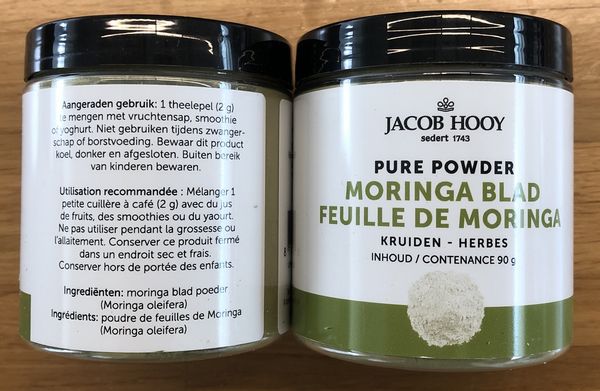 Aangeraden gebruik: 1 theelepel (2 g)
te mengen met vruchtensap, smoothie
of yoghurt. Niet gebruiken tijdens zwanger-
schap of borstvoeding. Bewaar dit product
koel, donker en afgesloten. Buiten bereik
van kinderen bewaren.
Utilisation recommandée : Mélanger 1
petite cuillère à café (2 g) avec du jus
de fruits, des smoothies ou du yaourt.
Ne pas utiliser pendant la grossesse ou
l'allaitement. Conserver ce produit fermé
dans un endroit sec et frais.
Conserver hors de portée des enfants.
Ingrediënten: moringa blad poeder
(Moringa oleifera)
Ingrédients: poudre de feuilles de Moringa
(Moringa oleifera)
JACOB HOOY
sedert 1743
PURE POWDER
MORINGA BLAD
FEUILLE DE MORINGA
KRUIDEN - HERBES
INHOUD / CONTENANCE 90 g